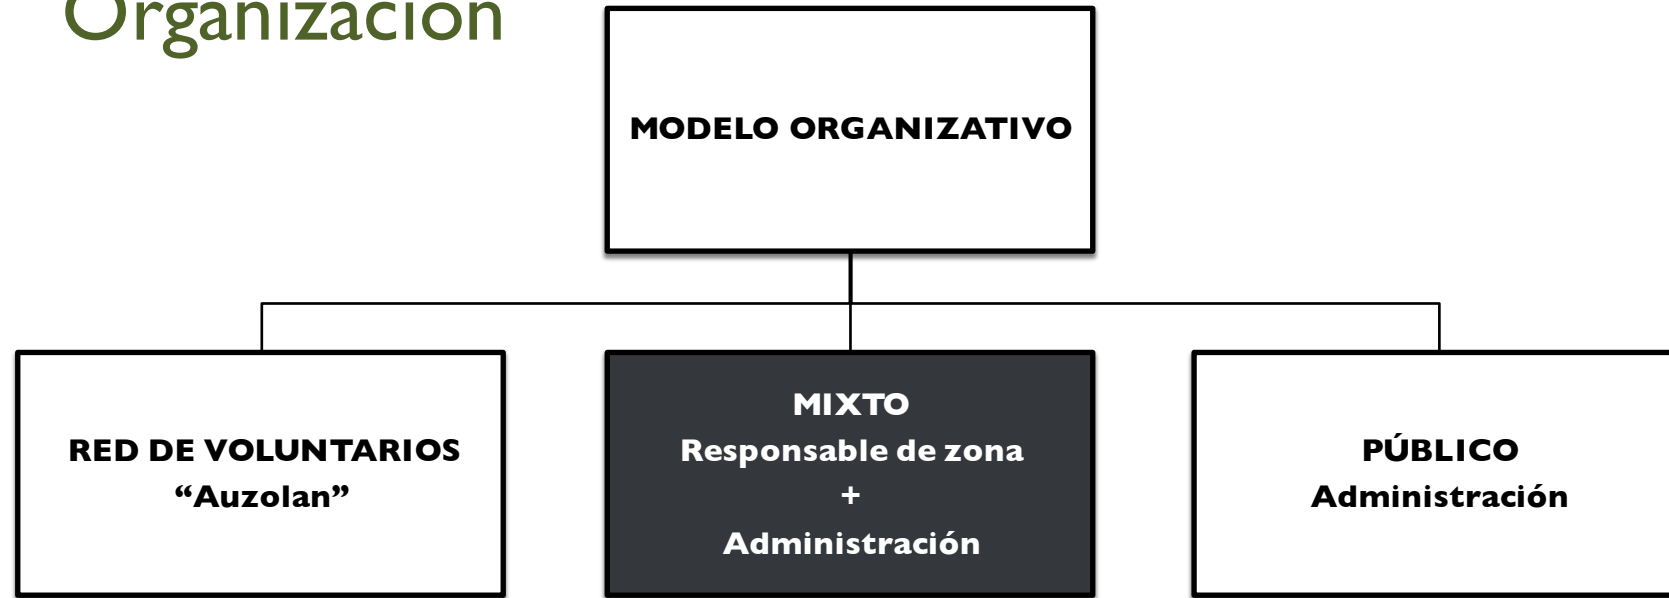 Organización
MODELO ORGANIZATIVO
RED DE VOLUNTARIOS
“Auzolan”
MIXTO
Responsable de zona
+
Administración
PÚBLICO
Administración